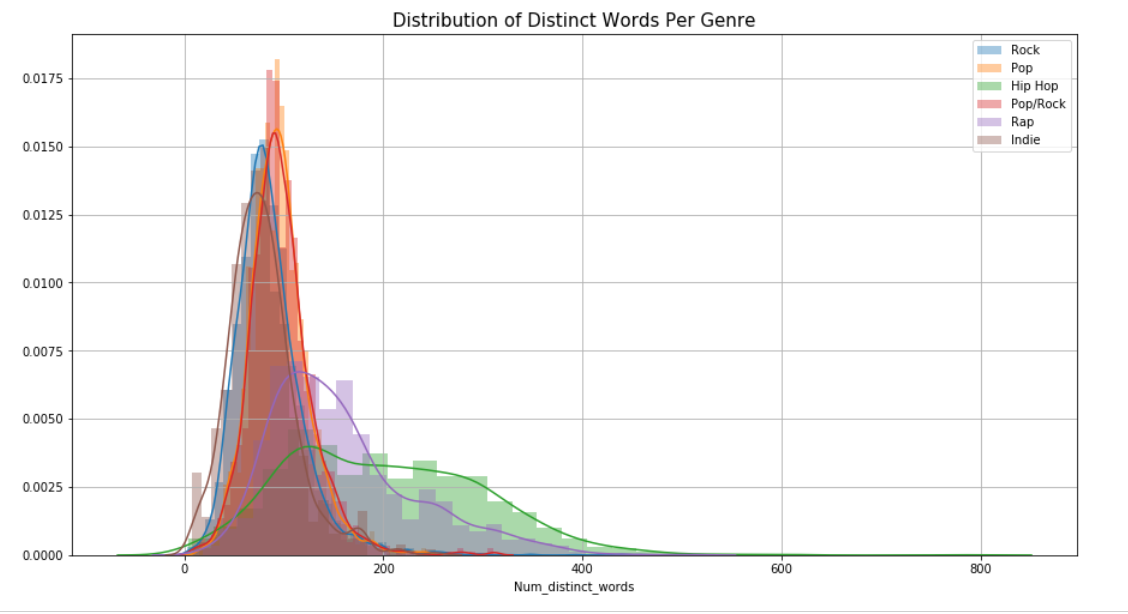 Distribution of Distinct Words Per Genre
Rock
Pop
Hip Hop
Pop/Rock
Rap
Indie
0.0175
0.0150
0.0125
0.0100
0.0075
0.0050
0.0025
0.0000
0 200 400 600 800
Num_distinct_words